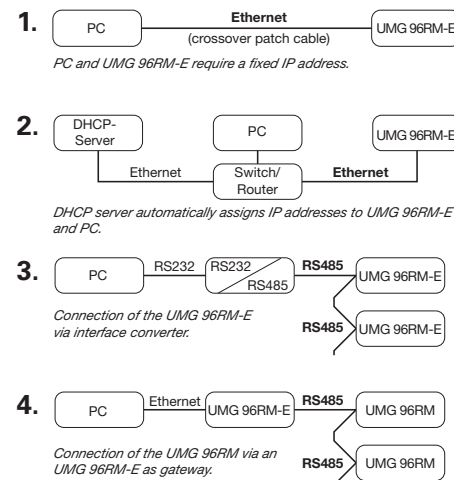 1.
PC
Ethernet
(crossover patch cable)
UMG 96RM-E
PC and UMG 96RM-E require a fixed IP address.
2.
DHCP-
Server
PC
UMG 96RM-E
Ethernet
Switch/
Router
Ethernet
DHCP server automatically assigns IP addresses to UMG 96RM-E
and PC.
3.
PC
RS232
RS232
RS485
RS485
UMG 96RM-E
Connection of the UMG 96RM-E
via interface converter.
RS485
UMG 96RM-E
4.
PC
Ethernet
UMG 96RM-E
RS485
UMG 96RM
Connection of the UMG 96RM via an
UMG 96RM-E as gateway.
RS485
UMG 96RM